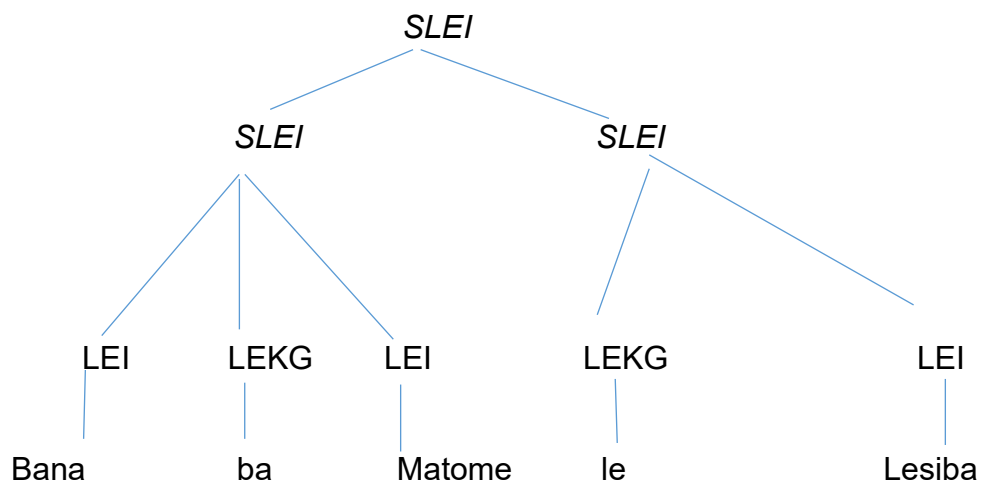 SLEI
SLEI SLEI
LEI LEKG LEI LEKG LEI
Bana ba Matome le Lesiba